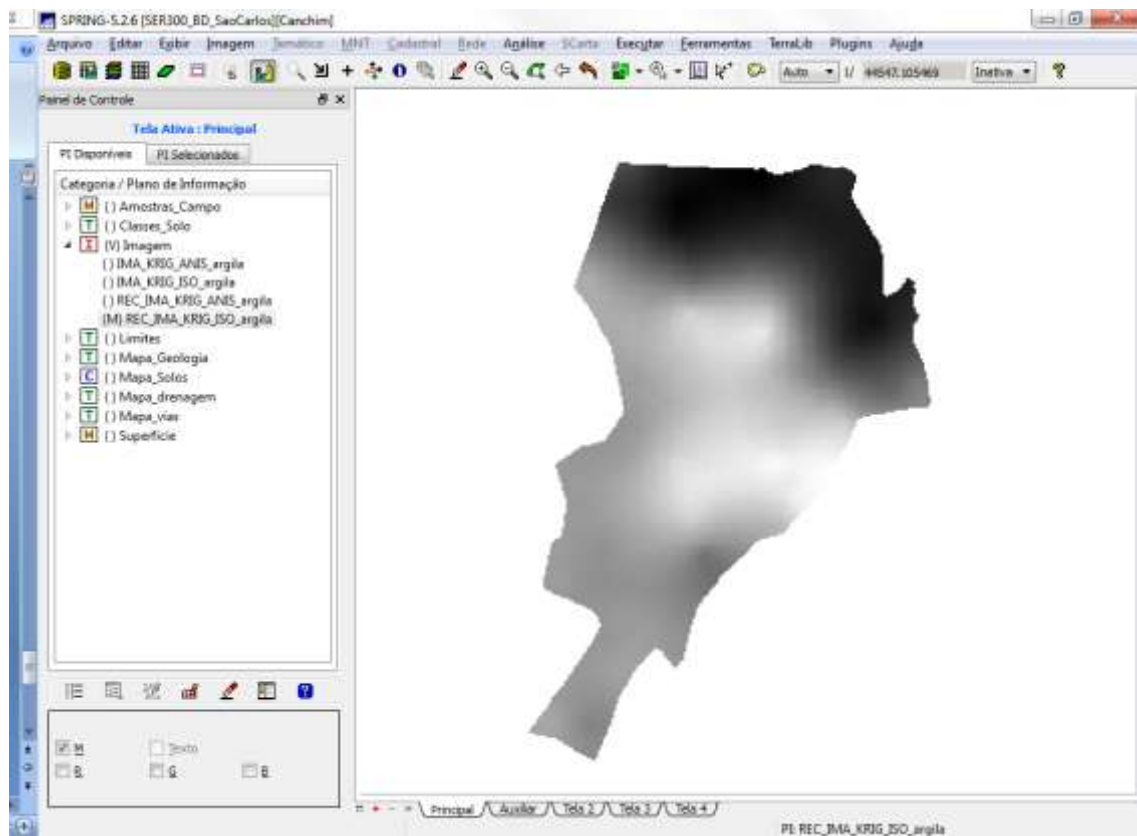 SPRING-5.2.6 [SER300_BD_SaoCarlos][Canchim]
Arquivo Editar Exibir Imagem Temático MNT Cadastral Rede Análise SCarta Executar Ferramentas TerraLib Plugins Ajuda
Auto 1/ 44547.105469 Inativa
Painel de Controle
Tela Ativa : Principal
PI Disponíveis PI Selecionados
Categoria / Plano de Informação
M () Amostras_Campo
T () Classes_Solo
I (V) Imagem
() IMA_KRIG_ANIS_argila
() IMA_KRIG_ISO_argila
() REC_IMA_KRIG_ANIS_argila
(M) REC_IMA_KRIG_ISO_argila
T () Limites
T () Mapa_Geologia
C () Mapa_Solos
T () Mapa_drenagem
T () Mapa_vias
M () Superficie
M Texto
R G B
Principal Auxiliar Tela 2 Tela 3 Tela 4
PI: REC_IMA_KRIG_ISO_argila